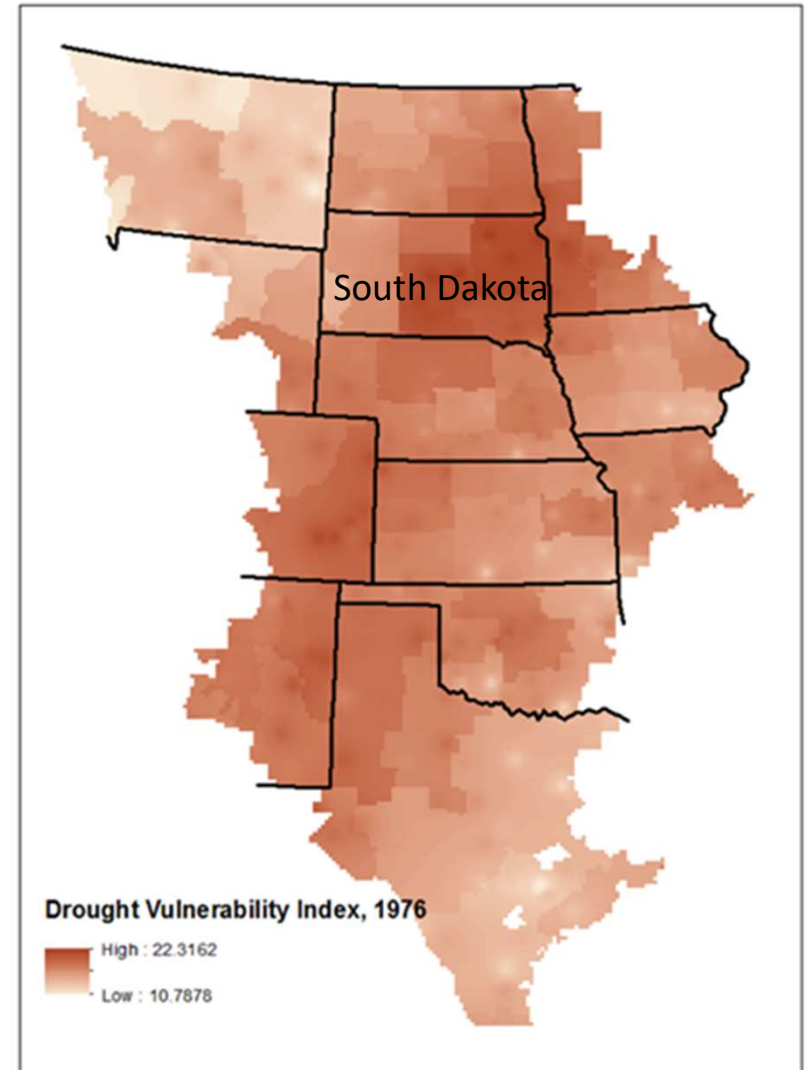 South Dakota
Drought Vulnerability Index, 1976
High : 22.3162
Low : 10.7878